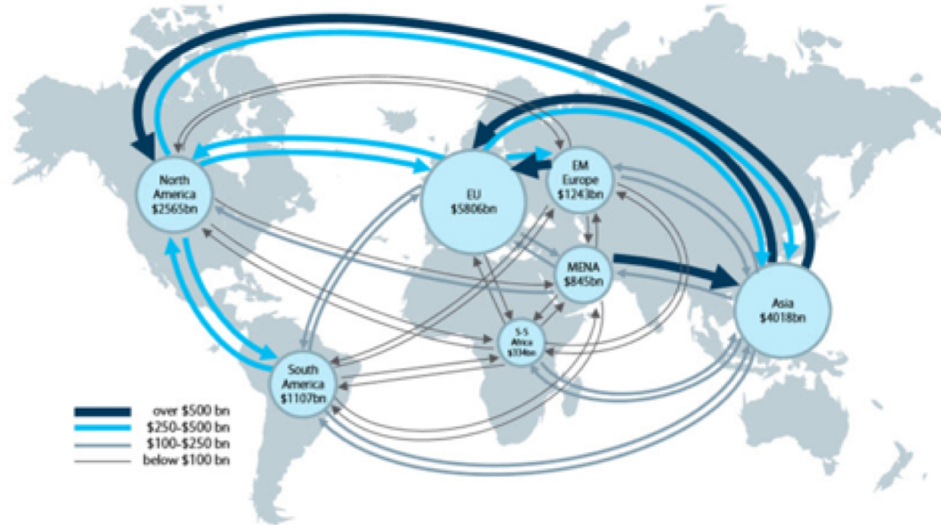 North
America
$2565bn
EU
$5806bn
EM
Europe
$1243bn
MENA
$845bn
Asia
$4018bn
S-S
Africa
$334bn
South
America
$1107bn
over $500 bn
$250-$500 bn
$100-$250 bn
below $100 bn